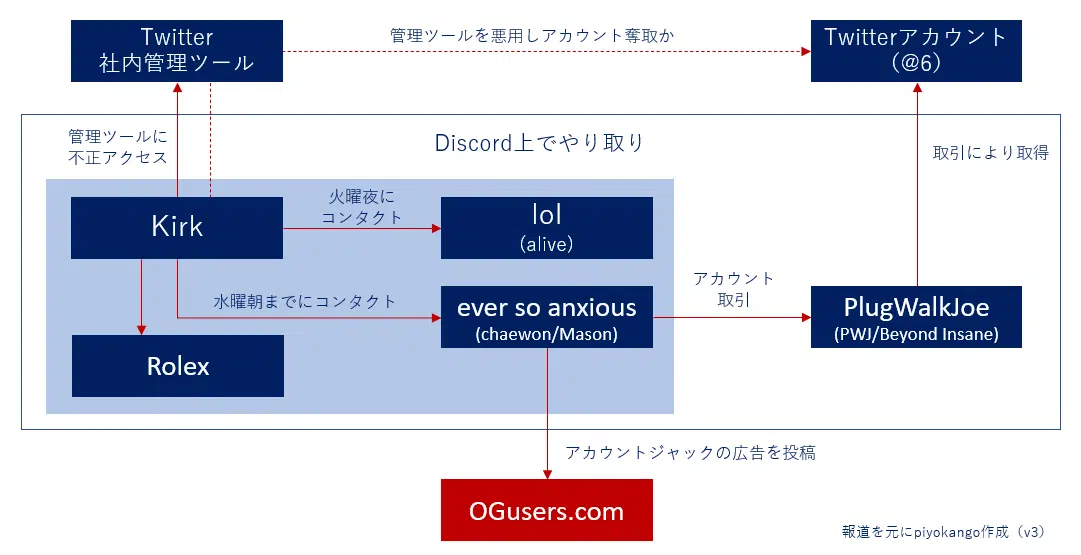 Twitter
社内管理ツール
管理ツールを悪用しアカウント奪取か
Twitterアカウント
（@6）
管理ツールに
不正アクセス
Discord上でやり取り
取引により取得
Kirk
火曜夜に
コンタクト
lol
（alive）
水曜朝までにコンタクト
ever so anxious
(chaewon/Mason)
アカウント
取引
PlugWalkJoe
(PWJ/Beyond Insane)
Rolex
アカウントジャックの広告を投稿
OGusers.com
報道を元にpiyokango作成（v3）